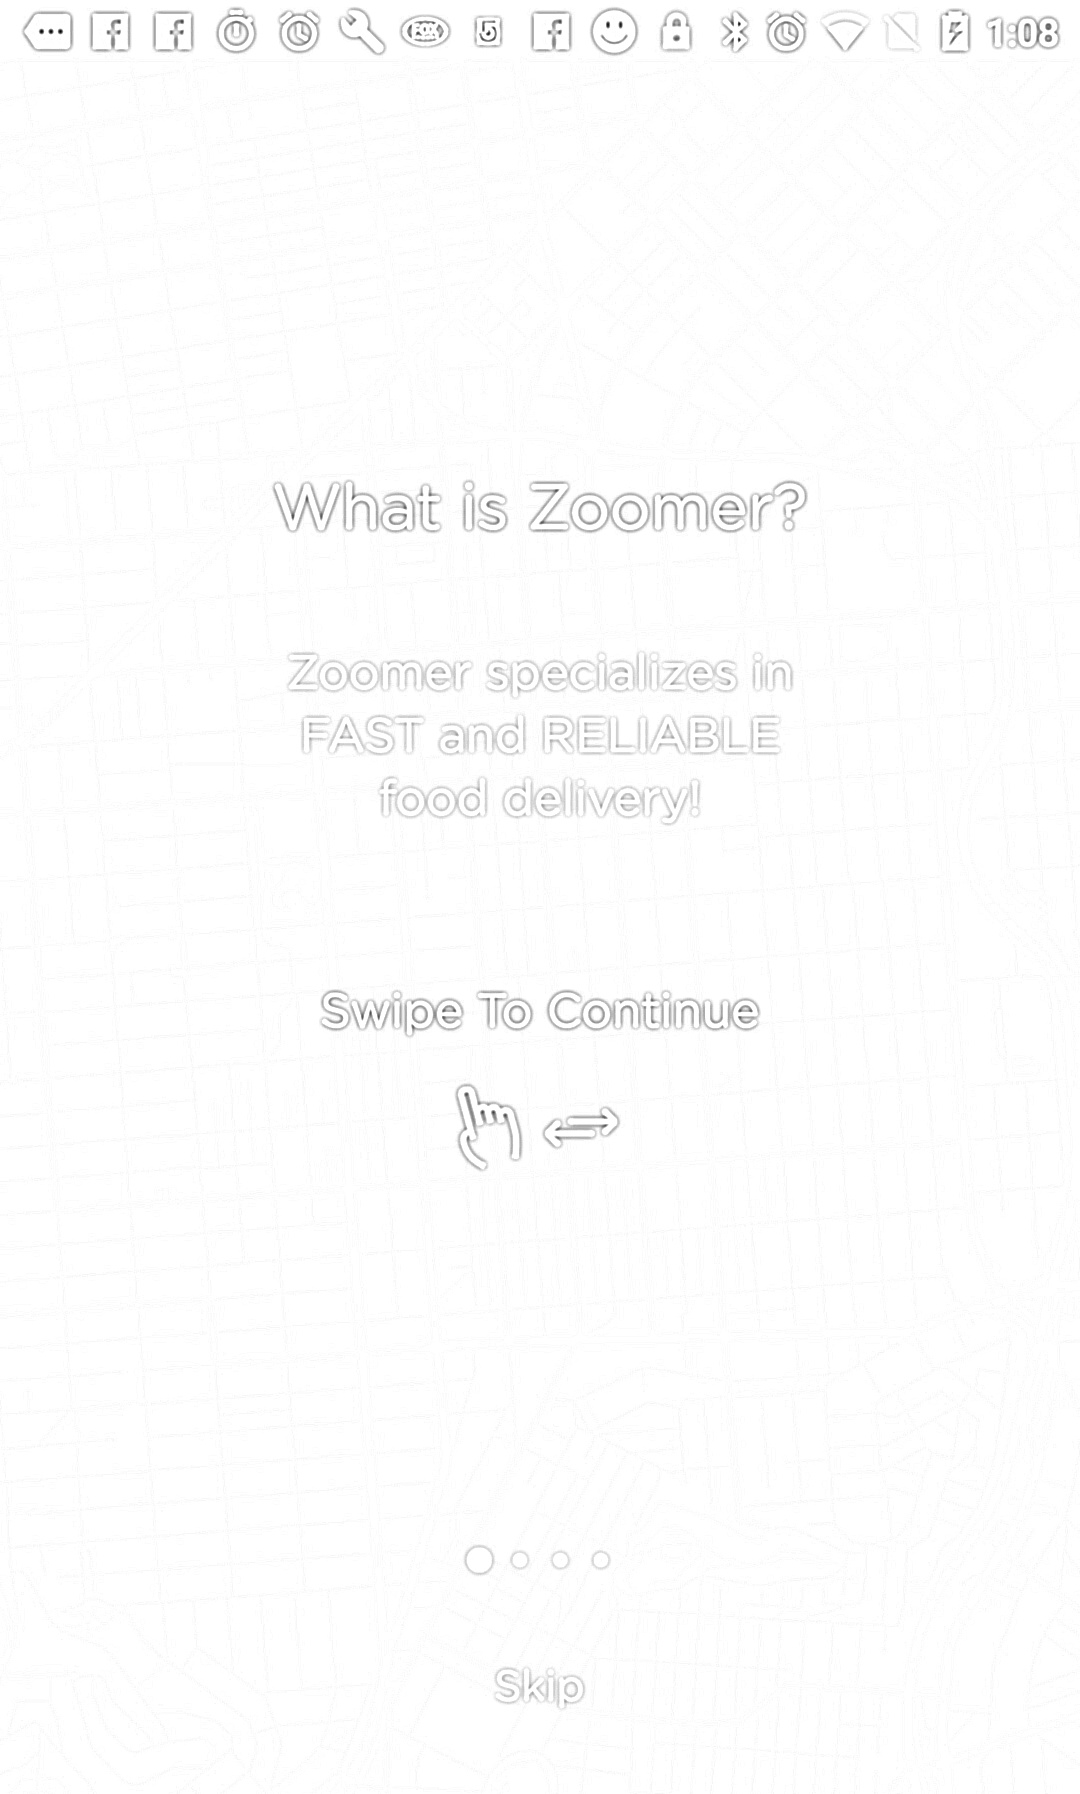 1:08
What is Zoomer?
Zoomer specializes in
FAST and RELIABLE
food delivery!
Swipe To Continue
Skip